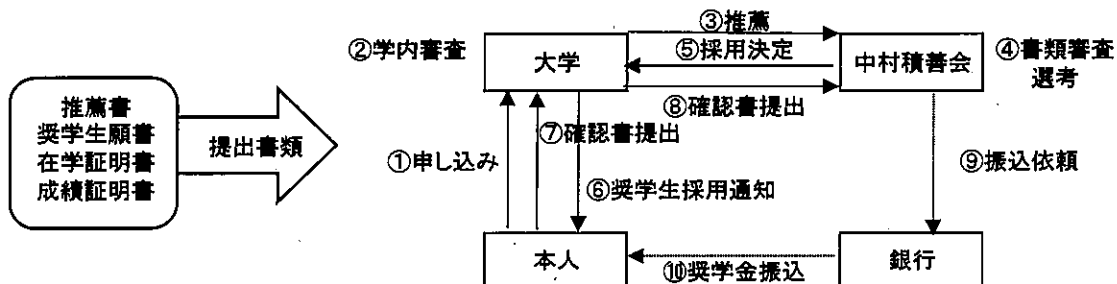 ③推薦
②学内審査
大学
⑤採用決定
中村積善会
④書類審査
選考
推薦書
奨学生願書
在学証明書
成績証明書
提出書類
⑧確認書提出
⑦確認書提出
①申し込み
⑨振込依頼
⑥奨学生採用通知
本人
⑩奨学金振込
銀行